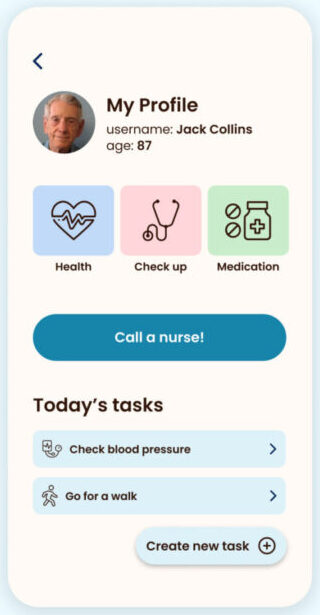 My Profile
username: Jack Collins
age: 87
Health
Check up
Medication
Call a nurse!
Today's tasks
Check blood pressure
Go for a walk
Create new task